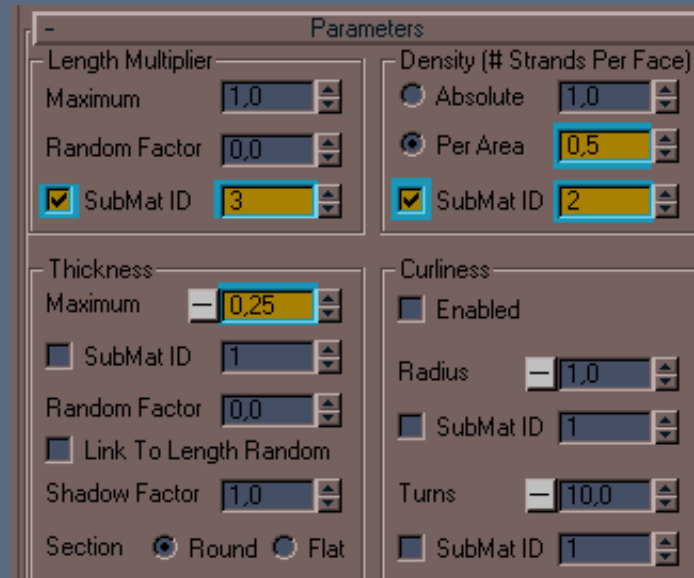 - Parameters
Length Multiplier
Maximum 1,0
Random Factor 0,0
SubMat ID 3
Density (# Strands Per Face)
Absolute 1,0
Per Area 0,5
SubMat ID 2
Thickness
Maximum 0,25
SubMat ID 1
Random Factor 0,0
Link To Length Random
Shadow Factor 1,0
Section Round Flat
Curliness
Enabled
Radius 1,0
SubMat ID 1
Turns 10,0
SubMat ID 1